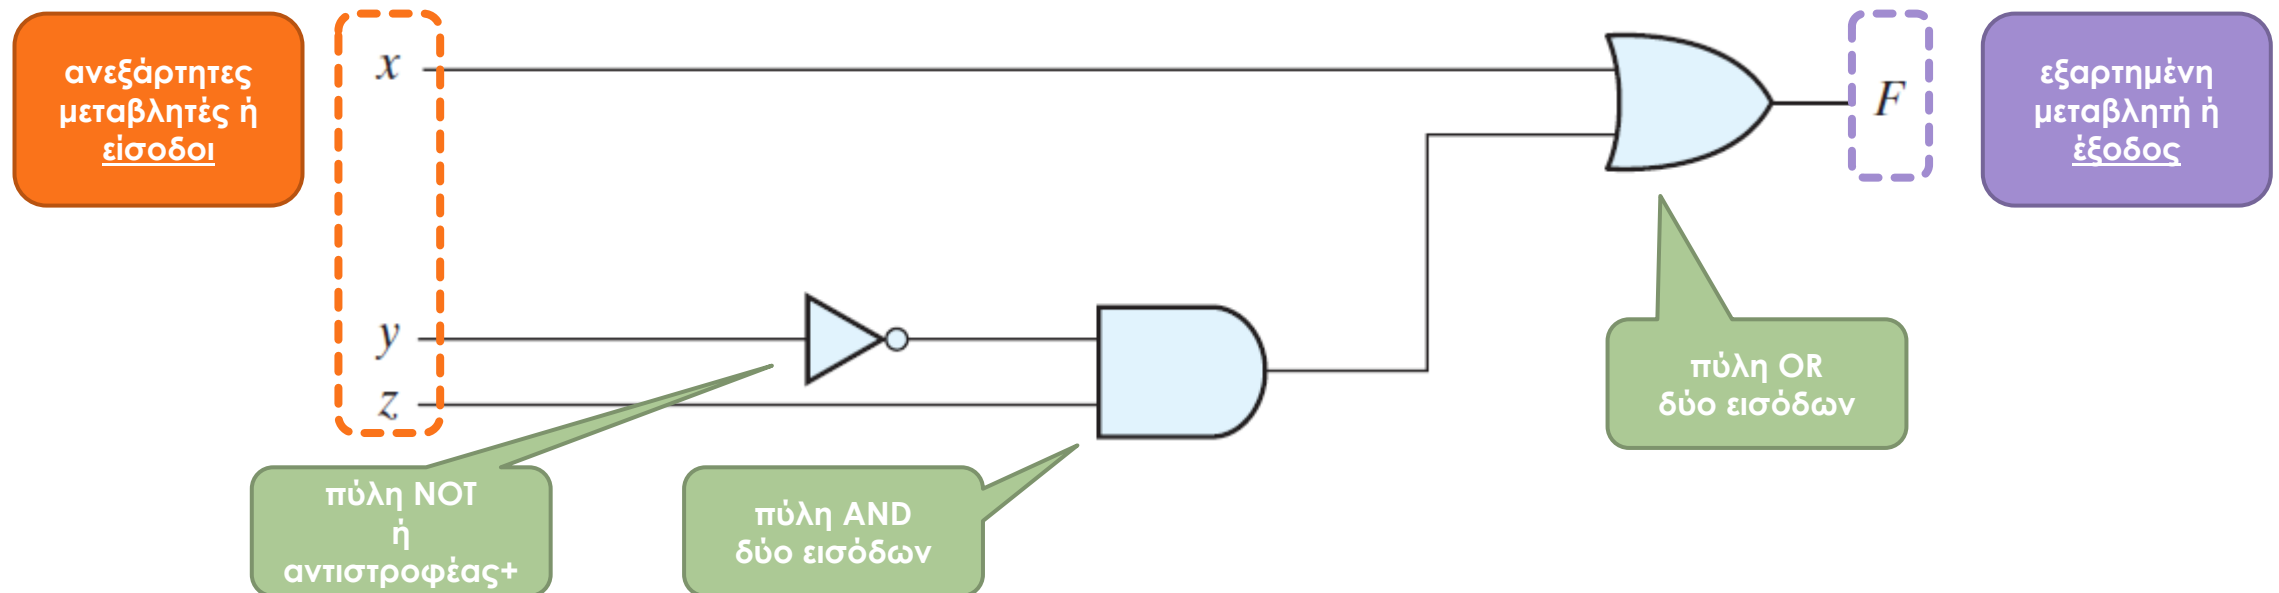 ανεξάρτητες
μεταβλητές ή
είσοδοι
x
y
z
F
εξαρτημένη
μεταβλητή ή
έξοδος
πύλη NOT
ή
αντιστροφέας+
πύλη AND
δύο εισόδων
πύλη OR
δύο εισόδων